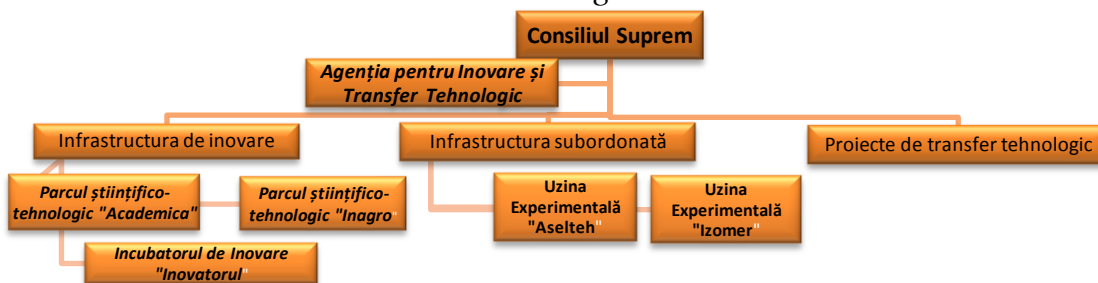 Consiliul Suprem
Agenția pentru Inovare și
Transfer Tehnologic
Infrastructura de inovare
Infrastructura subordonată
Proiecte de transfer tehnologic
Parcul științifico-
tehnologic "Academica"
Parcul științifico-
tehnologic "Inagro"
Uzina
Experimentală
"Aselteh"
Uzina
Experimentală
"Izomer"
Incubatorul de Inovare
"Inovatorul"